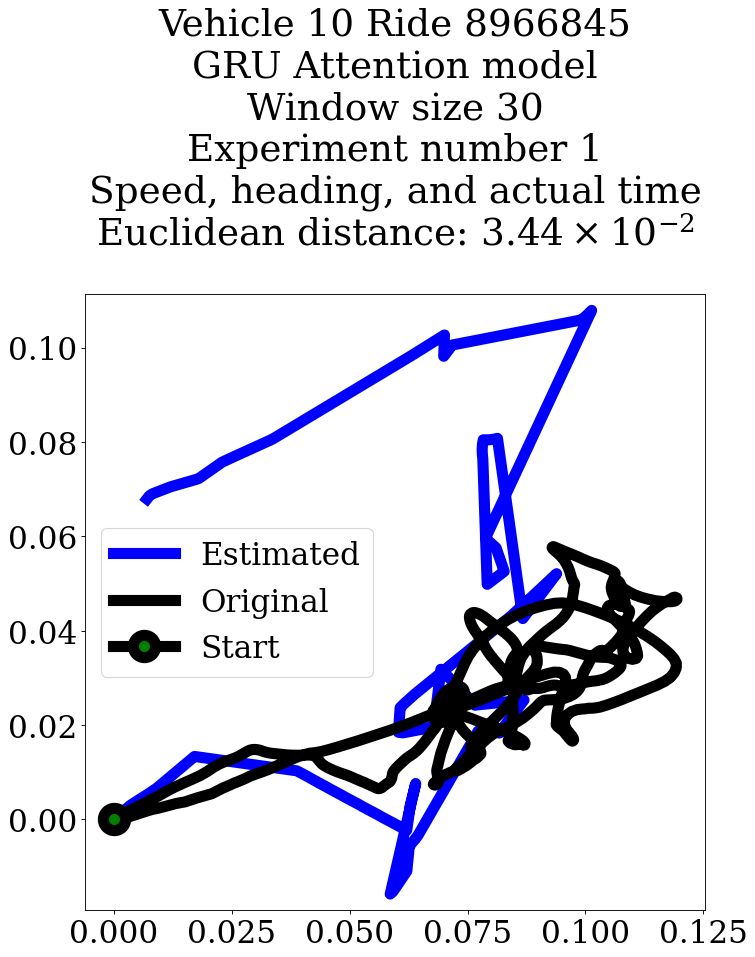 Vehicle 10 Ride 8966845
GRU Attention model
Window size 30
Experiment number 1
Speed, heading, and actual time
Euclidean distance: 3.44 × 10⁻²
0.10
0.08
0.06
0.04
0.02
0.00
Estimated
Original
Start
0.000 0.025 0.050 0.075 0.100 0.125